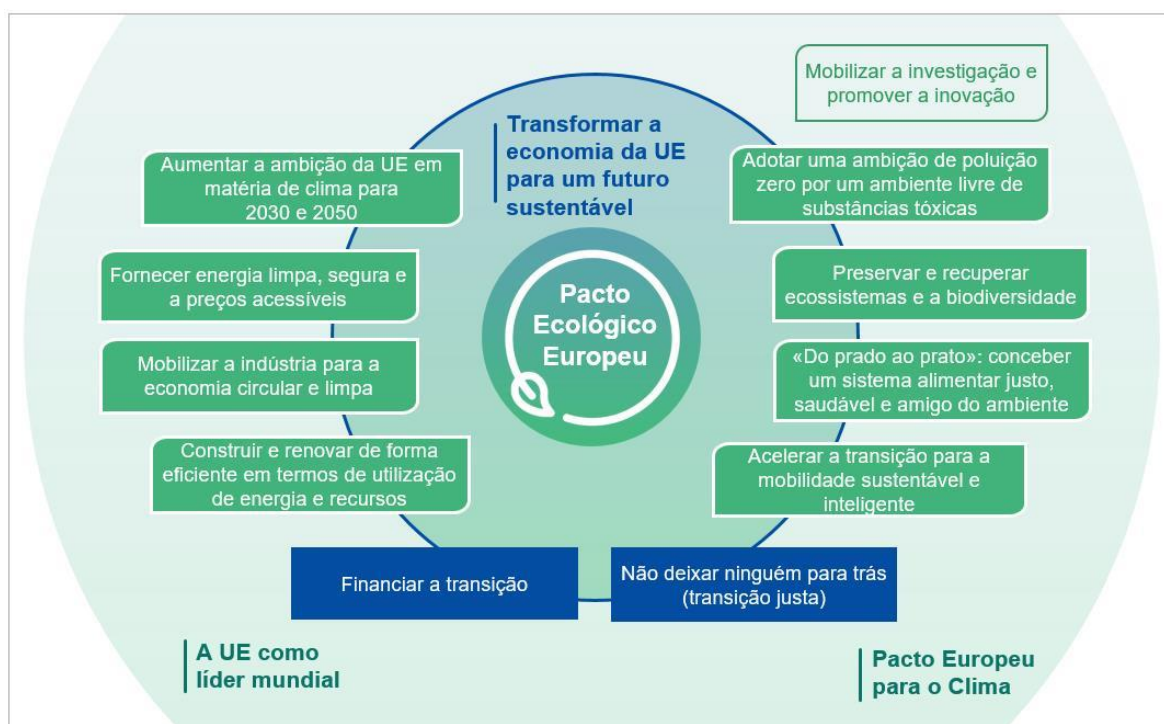 Mobilizar a investigação e
promover a inovação
Transformar a
economia da UE
para um futuro
sustentável
Aumentar a ambição da UE em
matéria de clima para
2030 e 2050
Adotar uma ambição de poluição
zero por um ambiente livre de
substâncias tóxicas
Fornecer energia limpa, segura e
a preços acessíveis
Pacto
Ecológico
Europeu
Preservar e recuperar
ecossistemas e a biodiversidade
Mobilizar a indústria para a
economia circular e limpa
«Do prado ao prato»: conceber
um sistema alimentar justo,
saudável e amigo do ambiente
Construir e renovar de forma
eficiente em termos de utilização
de energia e recursos
Acelerar a transição para a
mobilidade sustentável e
inteligente
Financiar a transição
Não deixar ninguém para trás
(transição justa)
A UE como
líder mundial
Pacto Europeu
para o Clima